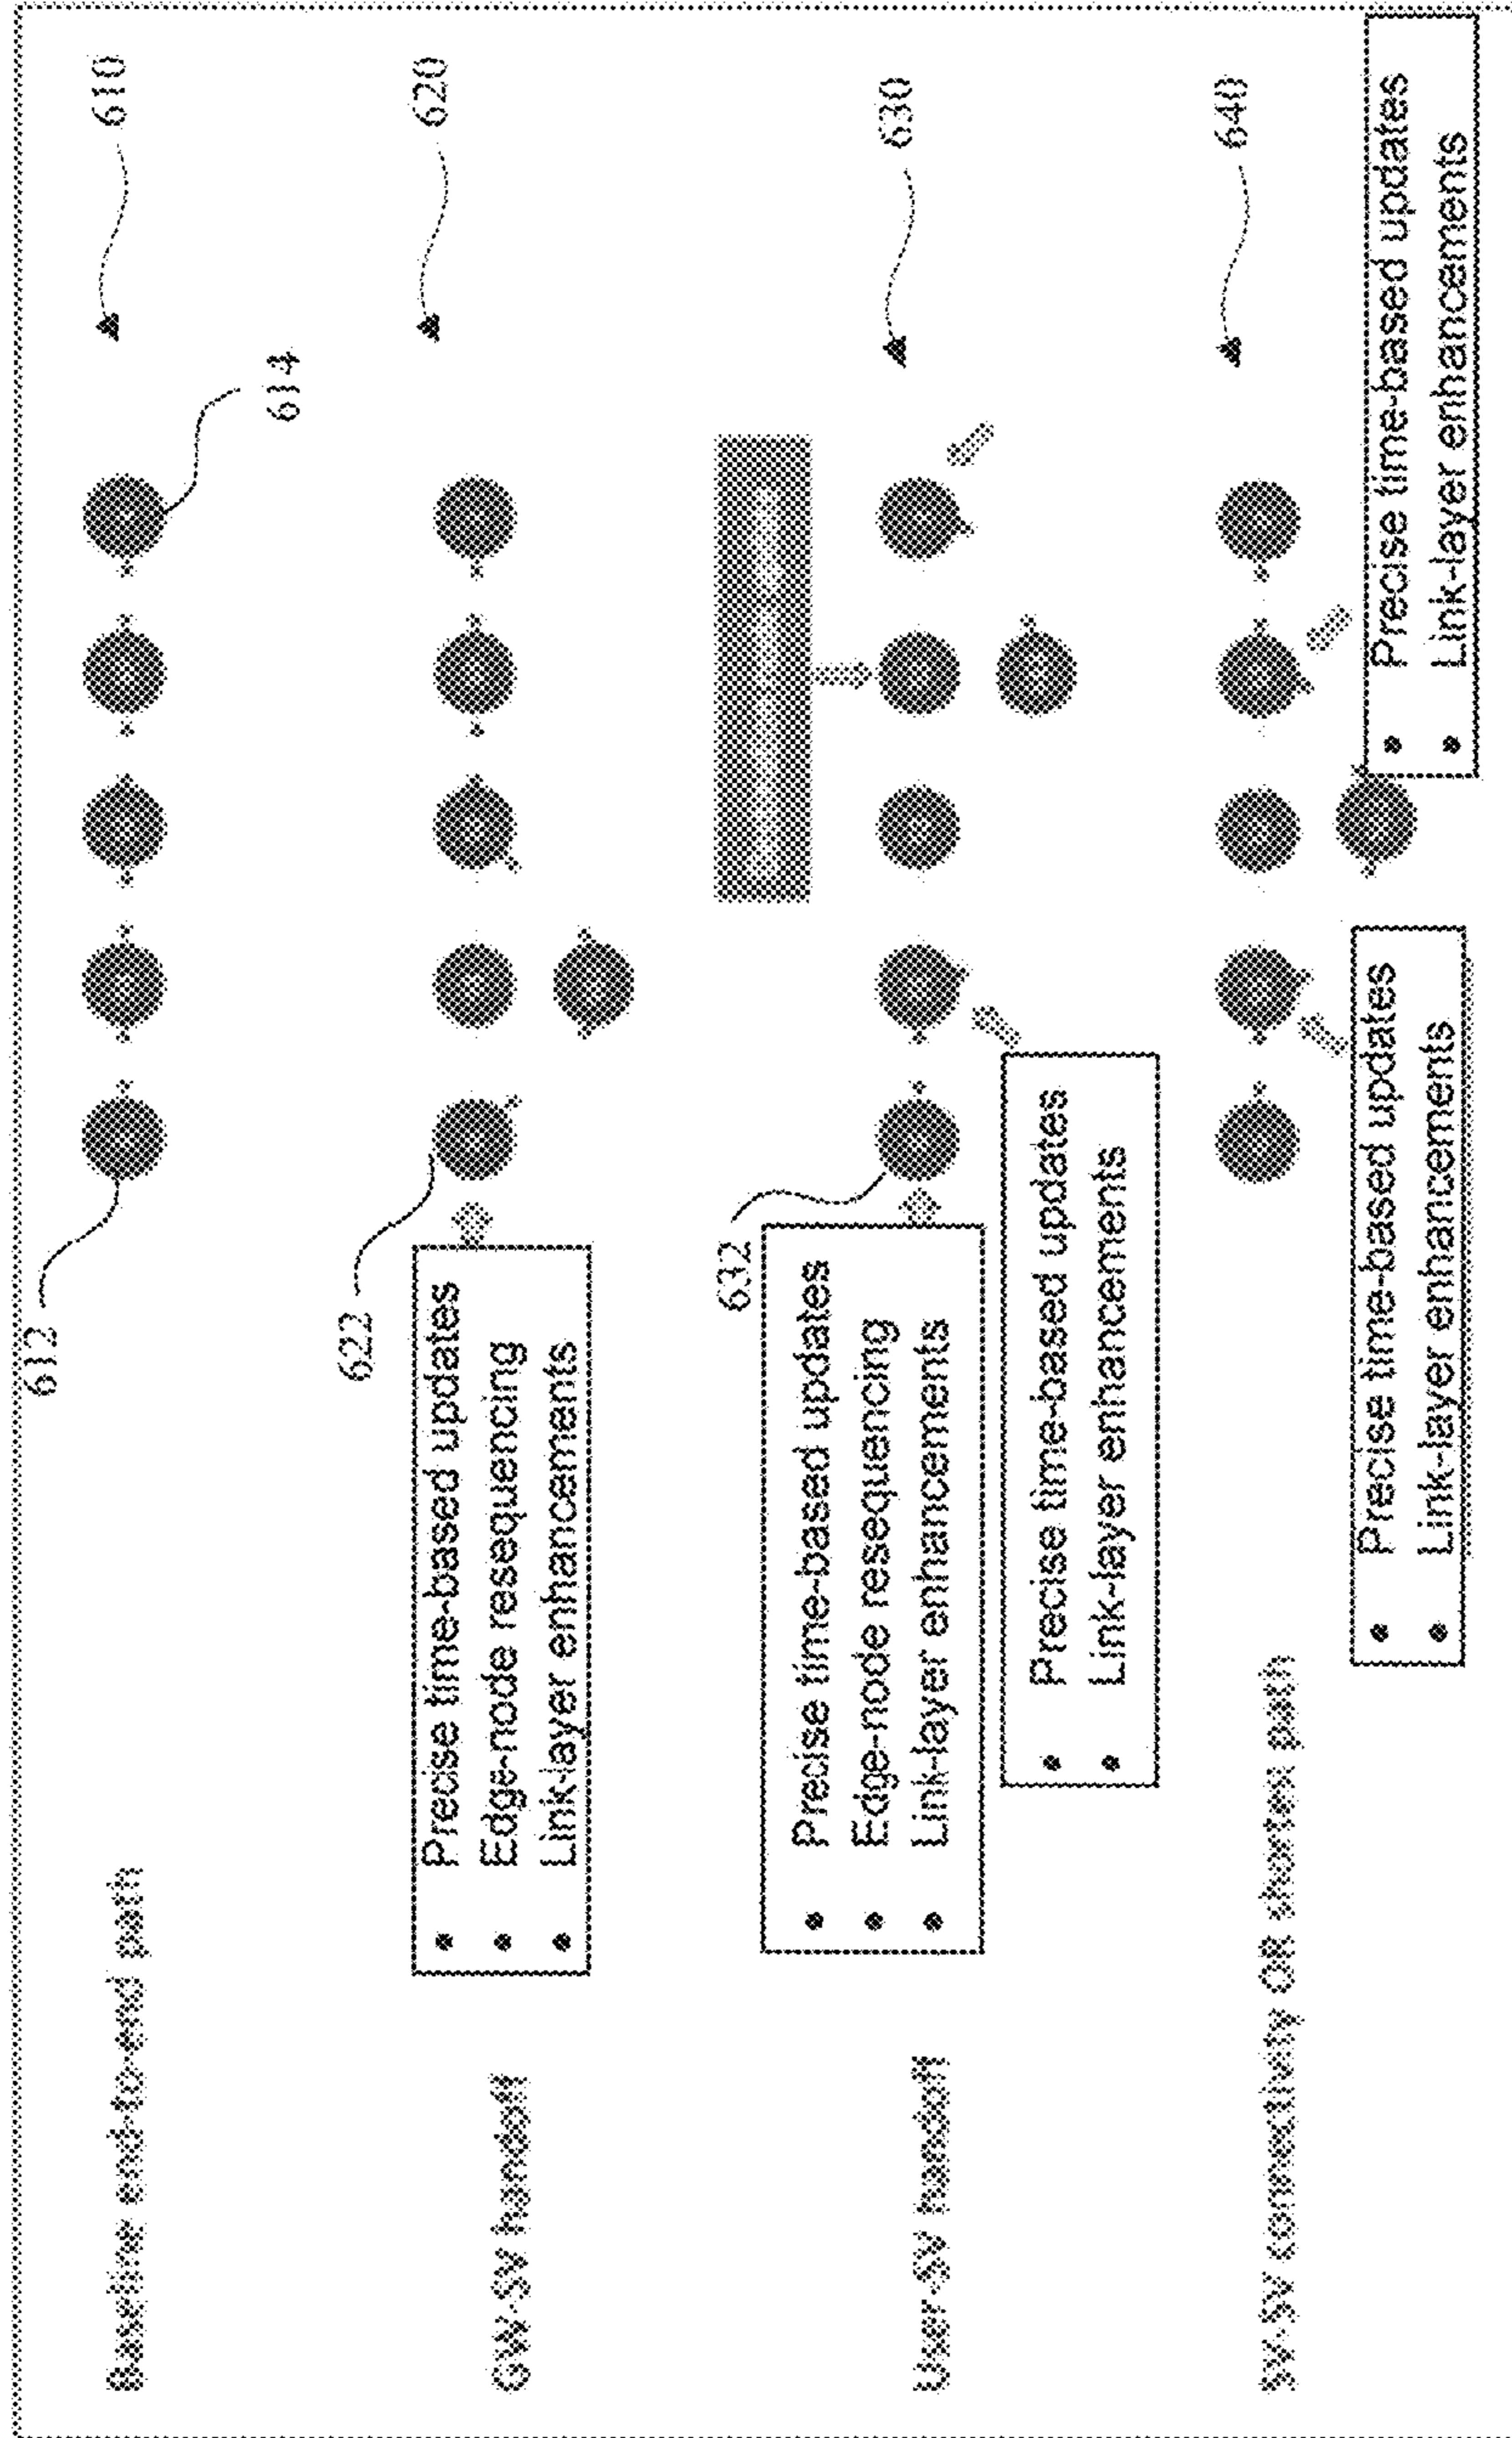 Baseline end-to-end path
612
614
610
GW-SV handoff
622
620
• Precise time-based updates
• Edge-node resequencing
• Link-layer enhancements
User-SV handoff
632
630
• Precise time-based updates
• Edge-node resequencing
• Link-layer enhancements
• Precise time-based updates
• Link-layer enhancements
SV-SV connectivity OR shortest path
640
• Precise time-based updates
• Link-layer enhancements
• Precise time-based updates
• Link-layer enhancements